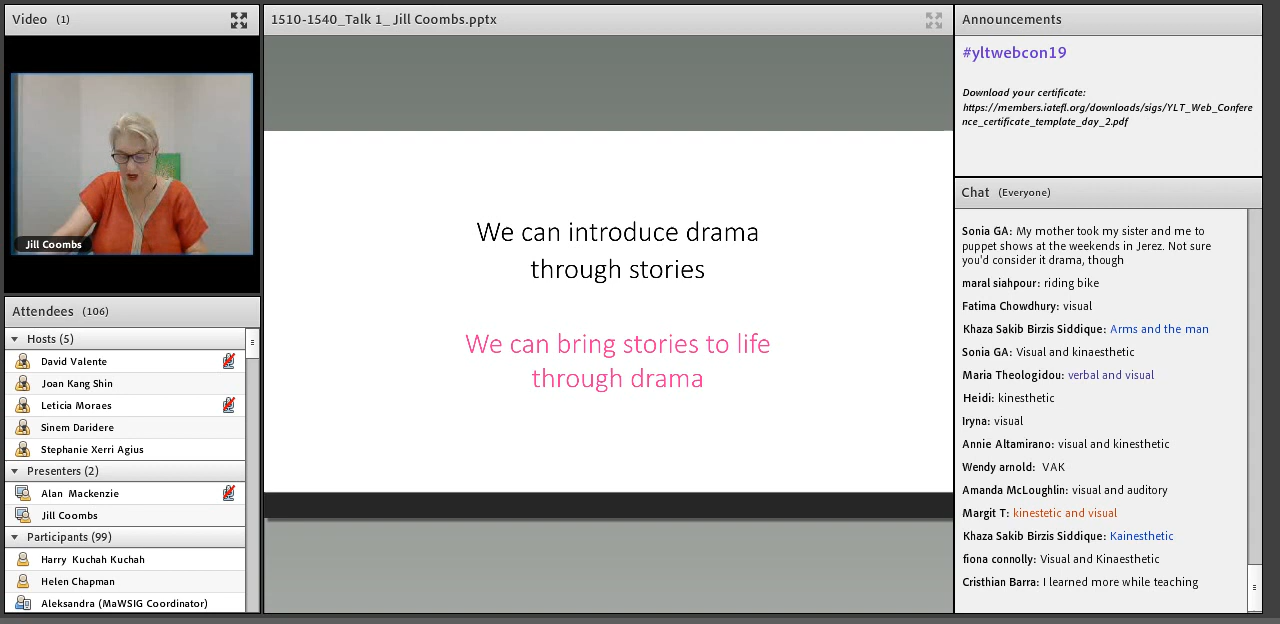 Video (1)
Jill Coombs
Attendees (106)
Hosts (5)
David Valente
Joan Kang Shin
Leticia Moraes
Sinem Daridere
Stephanie Xerri Agius
Presenters (2)
Alan Mackenzie
Jill Coombs
Participants (99)
Harry Kuchah Kuchah
Helen Chapman
Aleksandra (MaWSIG Coordinator)
1510-1540_Talk 1_ Jill Coombs.pptx
We can introduce drama
through stories
We can bring stories to life
through drama
Announcements
#yltwebcon19
Download your certificate:
https://members.iatefl.org/downloads/sigs/YLT_Web_Confere
nce_certificate_template_day_2.pdf
Chat (Everyone)
Sonia GA: My mother took my sister and me to
puppet shows at the weekends in Jerez. Not sure
you'd consider it drama, though
maral siahpour: riding bike
Fatima Chowdhury: visual
Khaza Sakib Birzis Siddique: Arms and the man
Sonia GA: Visual and kinaesthetic
Maria Theologidou: verbal and visual
Heidi: kinesthetic
Iryna: visual
Annie Altamirano: visual and kinesthetic
Wendy arnold: VAK
Amanda McLoughlin: visual and auditory
Margit T: kinestetic and visual
Khaza Sakib Birzis Siddique: Kainesthetic
fiona connolly: Visual and Kinaesthetic
Cristhian Barra: I learned more while teaching